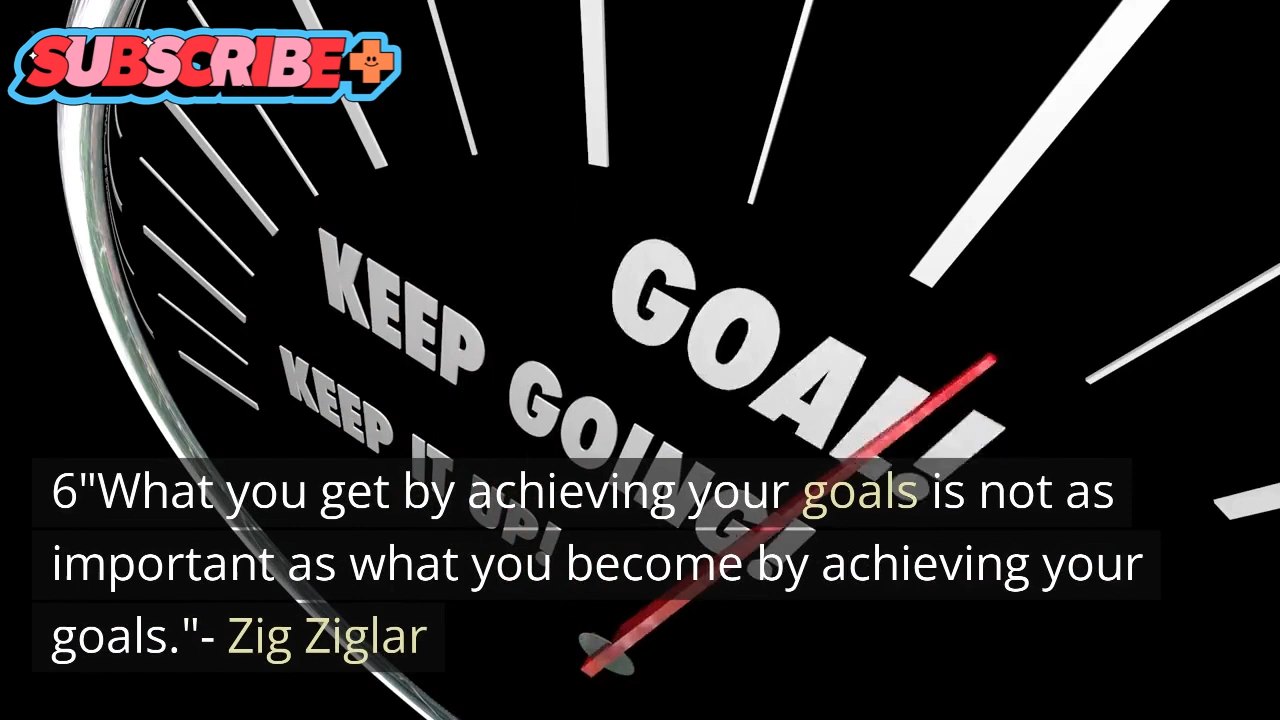 SUBSCRIBE
GOAL!
KEEP GOING!
KEEP IT UP!
6"What you get by achieving your goals is not as
important as what you become by achieving your
goals."- Zig Ziglar